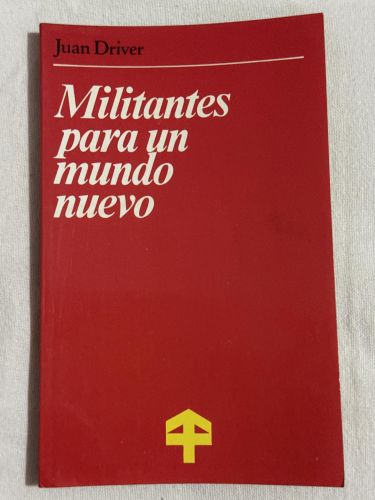 Juan Driver
Militantes
para un
mundo
nuevo